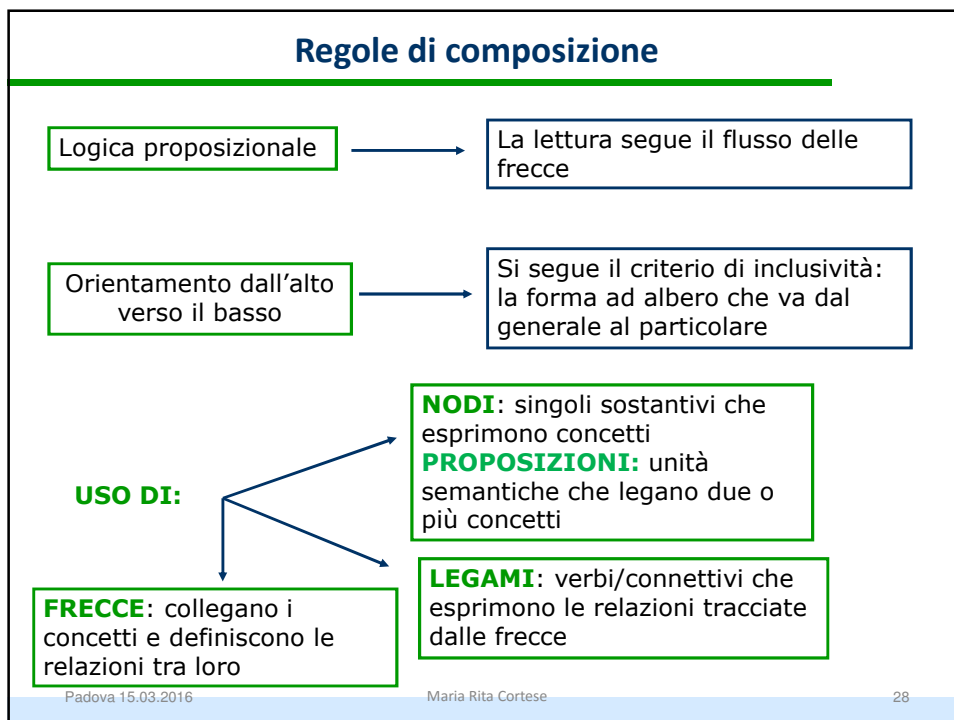 Regole di composizione
Logica proposizionale
La lettura segue il flusso delle
frecce
Orientamento dall'alto
verso il basso
Si segue il criterio di inclusività:
la forma ad albero che va dal
generale al particolare
USO DI:
NODI: singoli sostantivi che
esprimono concetti
PROPOSIZIONI: unità
semantiche che legano due o
più concetti
LEGAMI: verbi/connettivi che
esprimono le relazioni tracciate
dalle frecce
FRECCE: collegano i
concetti e definiscono le
relazioni tra loro
Padova 15.03.2016
Maria Rita Cortese
28